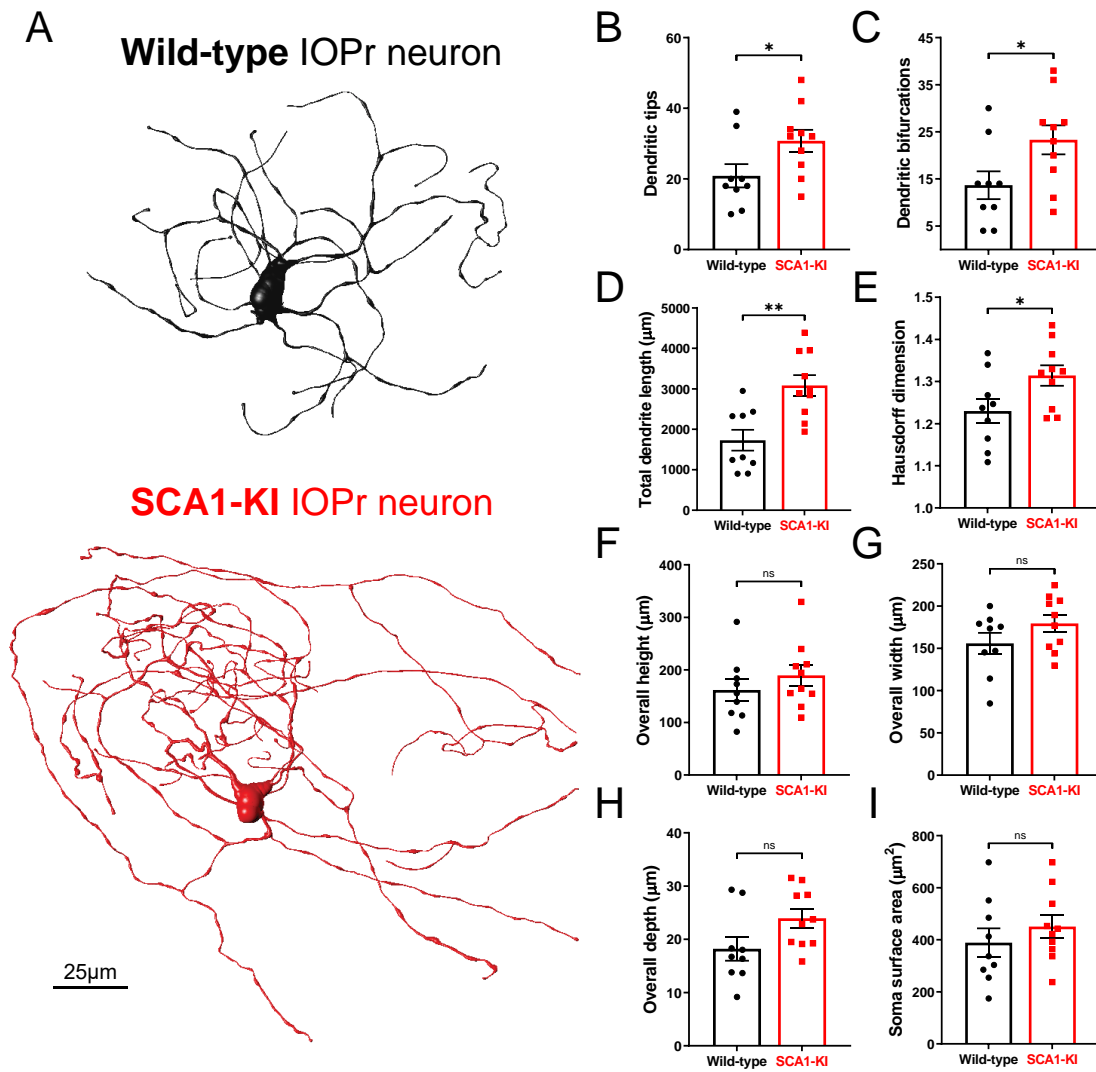 A
Wild-type IOPr neuron
SCA1-KI IOPr neuron
25µm
B
Dendritic tips
60
40
20
0
*
Wild-type SCA1-KI
C
Dendritic bifurcations
45
35
25
15
5
*
Wild-type SCA1-KI
D
Total dendrite length (µm)
5000
4000
3000
2000
1000
0
**
Wild-type SCA1-KI
E
Hausdorff dimension
1.5
1.4
1.3
1.2
1.1
1.0
*
Wild-type SCA1-KI
F
Overall height (µm)
400
300
200
100
0
ns
Wild-type SCA1-KI
G
Overall width (µm)
250
200
150
100
50
0
ns
Wild-type SCA1-KI
H
Overall depth (µm)
40
30
20
10
0
ns
Wild-type SCA1-KI
I
Soma surface area (µm²)
800
600
400
200
0
ns
Wild-type SCA1-KI